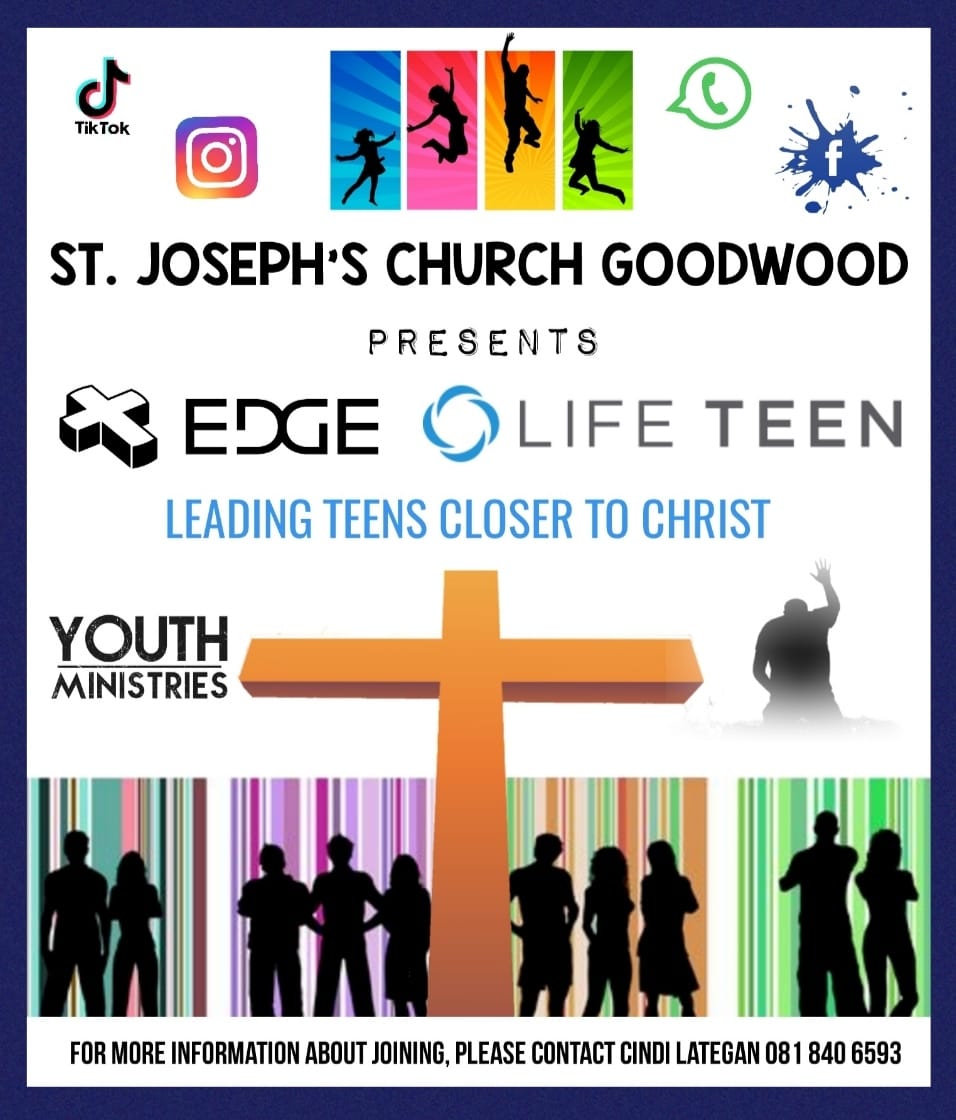 TikTok
f
ST. JOSEPH'S CHURCH GOODWOOD
PRESENTS
EDGE
LIFE TEEN
LEADING TEENS CLOSER TO CHRIST
YOUTH
MINISTRIES
FOR MORE INFORMATION ABOUT JOINING, PLEASE CONTACT CINDI LATEGAN 081 840 6593